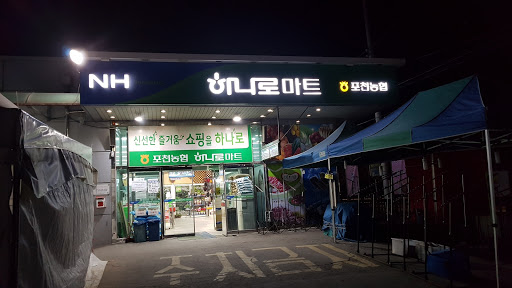 NH 하나로마트 포천농협
신선한 즐거움 쇼핑을 하나로
포천농협 하나로마트
주차금지